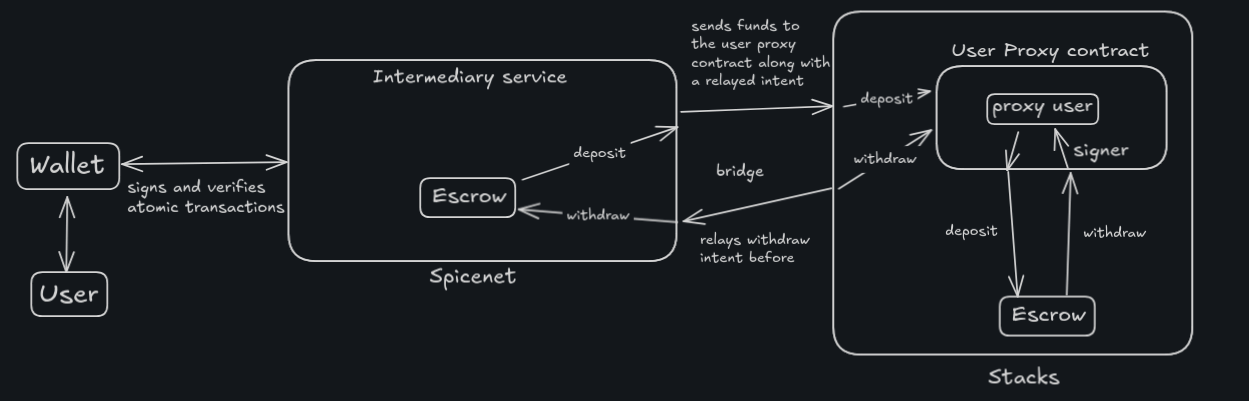 sends funds to
the user proxy
contract along with
a relayed intent
User Proxy contract
Intermediary service
deposit
proxy user
deposit
signer
withdraw
Wallet
bridge
signs and verifies
atomic transactions
Escrow
withdraw
deposit
withdraw
relays withdraw
intent before
Spicenet
User
Escrow
Stacks